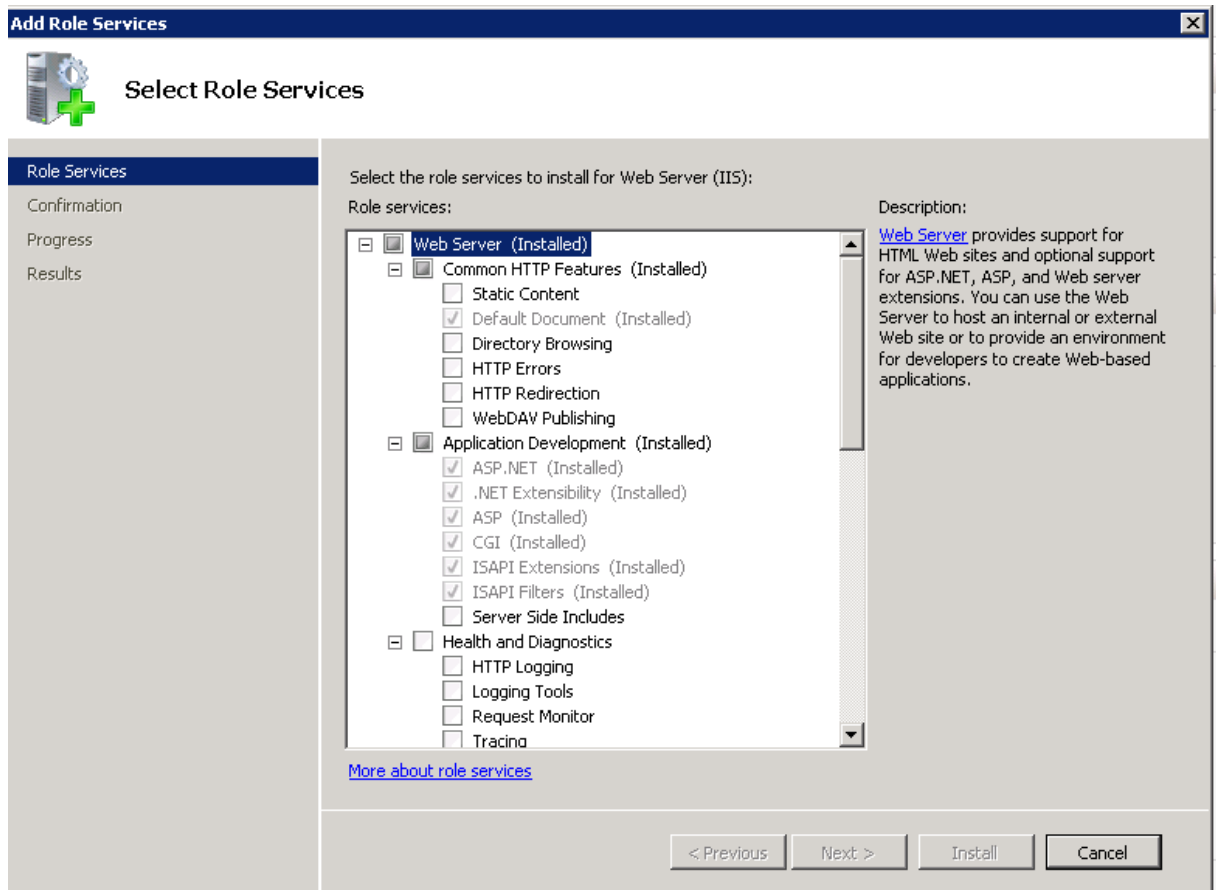 Add Role Services
Select Role Services
Role Services
Confirmation
Progress
Results
Select the role services to install for Web Server (IIS):
Role services:
Web Server (Installed)
Common HTTP Features (Installed)
Static Content
Default Document (Installed)
Directory Browsing
HTTP Errors
HTTP Redirection
WebDAV Publishing
Application Development (Installed)
ASP.NET (Installed)
.NET Extensibility (Installed)
ASP (Installed)
CGI (Installed)
ISAPI Extensions (Installed)
ISAPI Filters (Installed)
Server Side Includes
Health and Diagnostics
HTTP Logging
Logging Tools
Request Monitor
Tracing
More about role services
Description:
Web Server provides support for
HTML Web sites and optional support
for ASP.NET, ASP, and Web server
extensions. You can use the Web
Server to host an internal or external
Web site or to provide an environment
for developers to create Web-based
applications.
< Previous
Next >
Install
Cancel